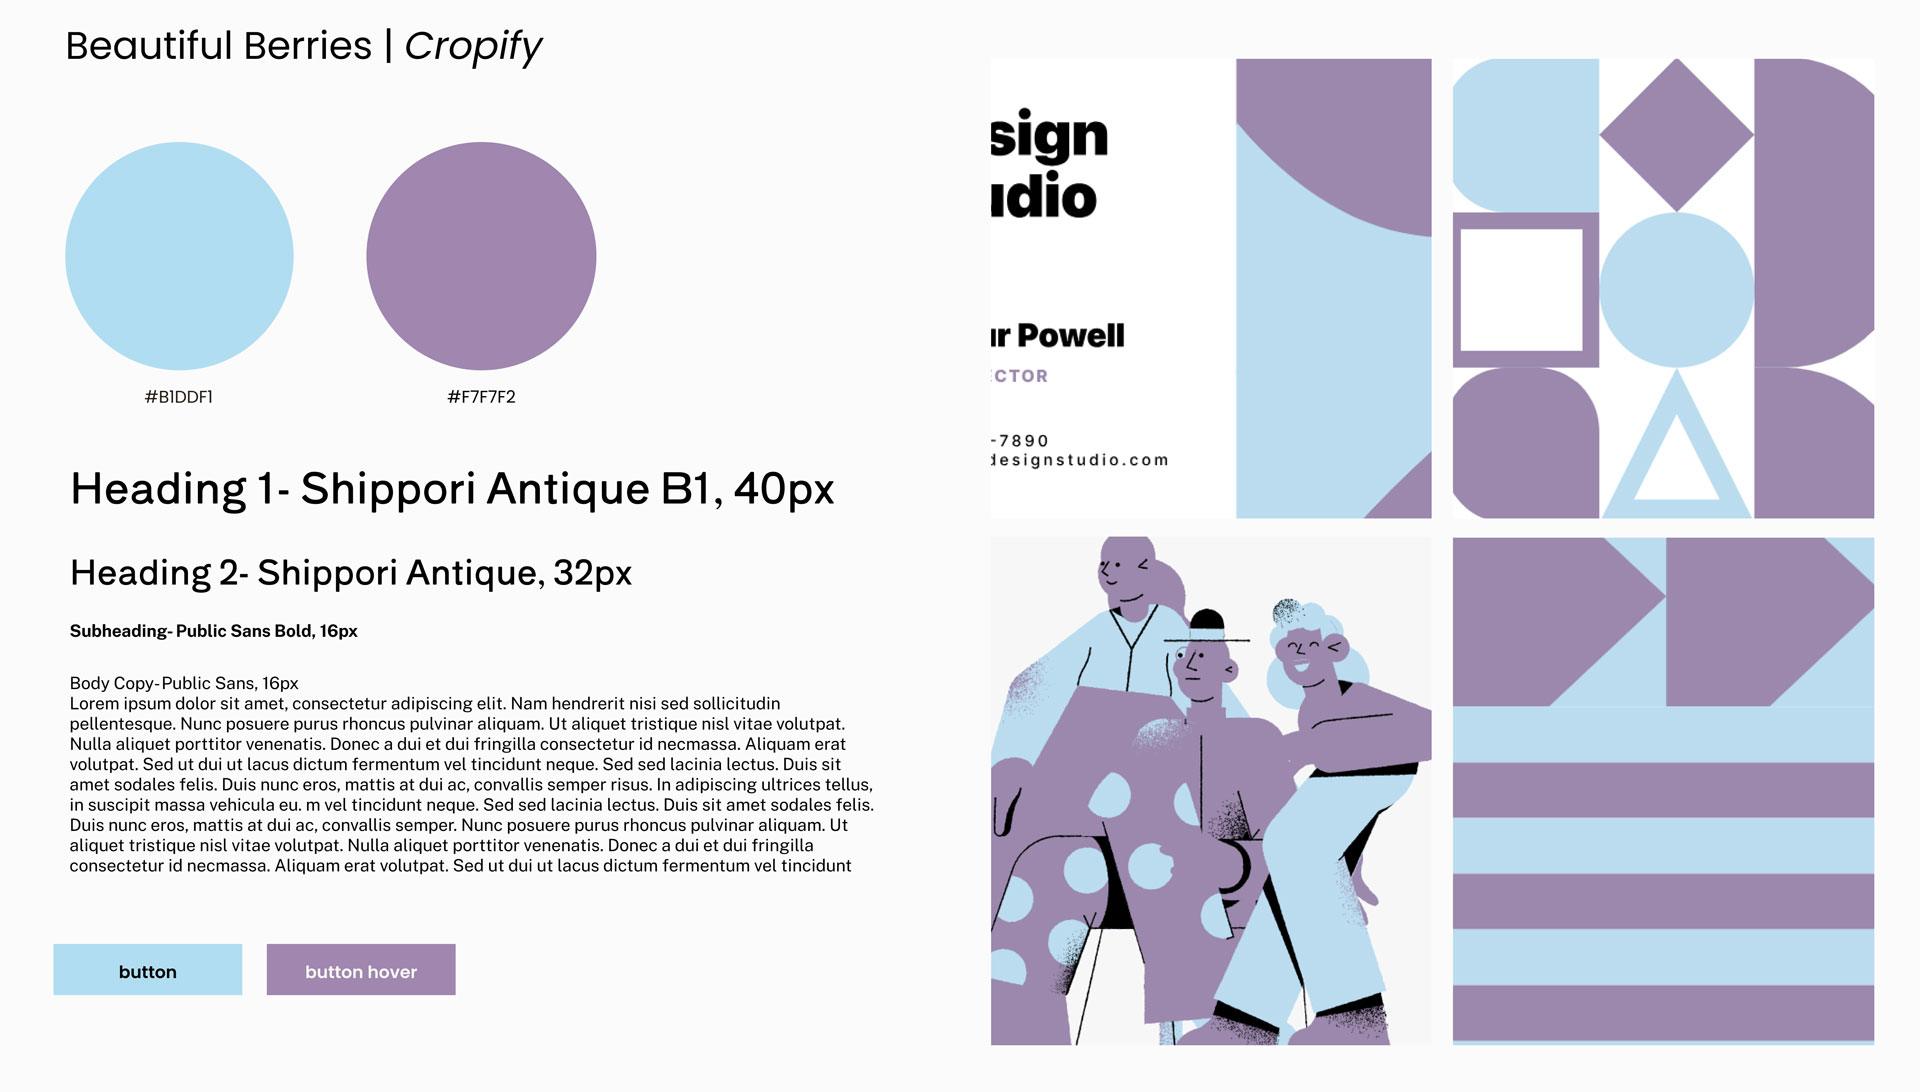 Beautiful Berries | Cropify
#B1DDF1
#F7F7F2
Heading 1- Shippori Antique B1, 40px
Heading 2- Shippori Antique, 32px
Subheading- Public Sans Bold, 16px
Body Copy- Public Sans, 16px
Lorem ipsum dolor sit amet, consectetur adipiscing elit. Nam hendrerit nisi sed sollicitudin
pellentesque. Nunc posuere purus rhoncus pulvinar aliquam. Ut aliquet tristique nisl vitae volutpat.
Nulla aliquet porttitor venenatis. Donec a dui et dui fringilla consectetur id necmassa. Aliquam erat
volutpat. Sed ut dui ut lacus dictum fermentum vel tincidunt neque. Sed sed lacinia lectus. Duis sit
amet sodales felis. Duis nunc eros, mattis at dui ac, convallis semper risus. In adipiscing ultrices tellus,
in suscipit massa vehicula eu. m vel tincidunt neque. Sed sed lacinia lectus. Duis sit amet sodales felis.
Duis nunc eros, mattis at dui ac, convallis semper. Nunc posuere purus rhoncus pulvinar aliquam. Ut
aliquet tristique nisl vitae volutpat. Nulla aliquet porttitor venenatis. Donec a dui et dui fringilla
consectetur id necmassa. Aliquam erat volutpat. Sed ut dui ut lacus dictum fermentum vel tincidunt
button
button hover
sign
udio
ur Powell
ECTOR
-7890
designstudio.com